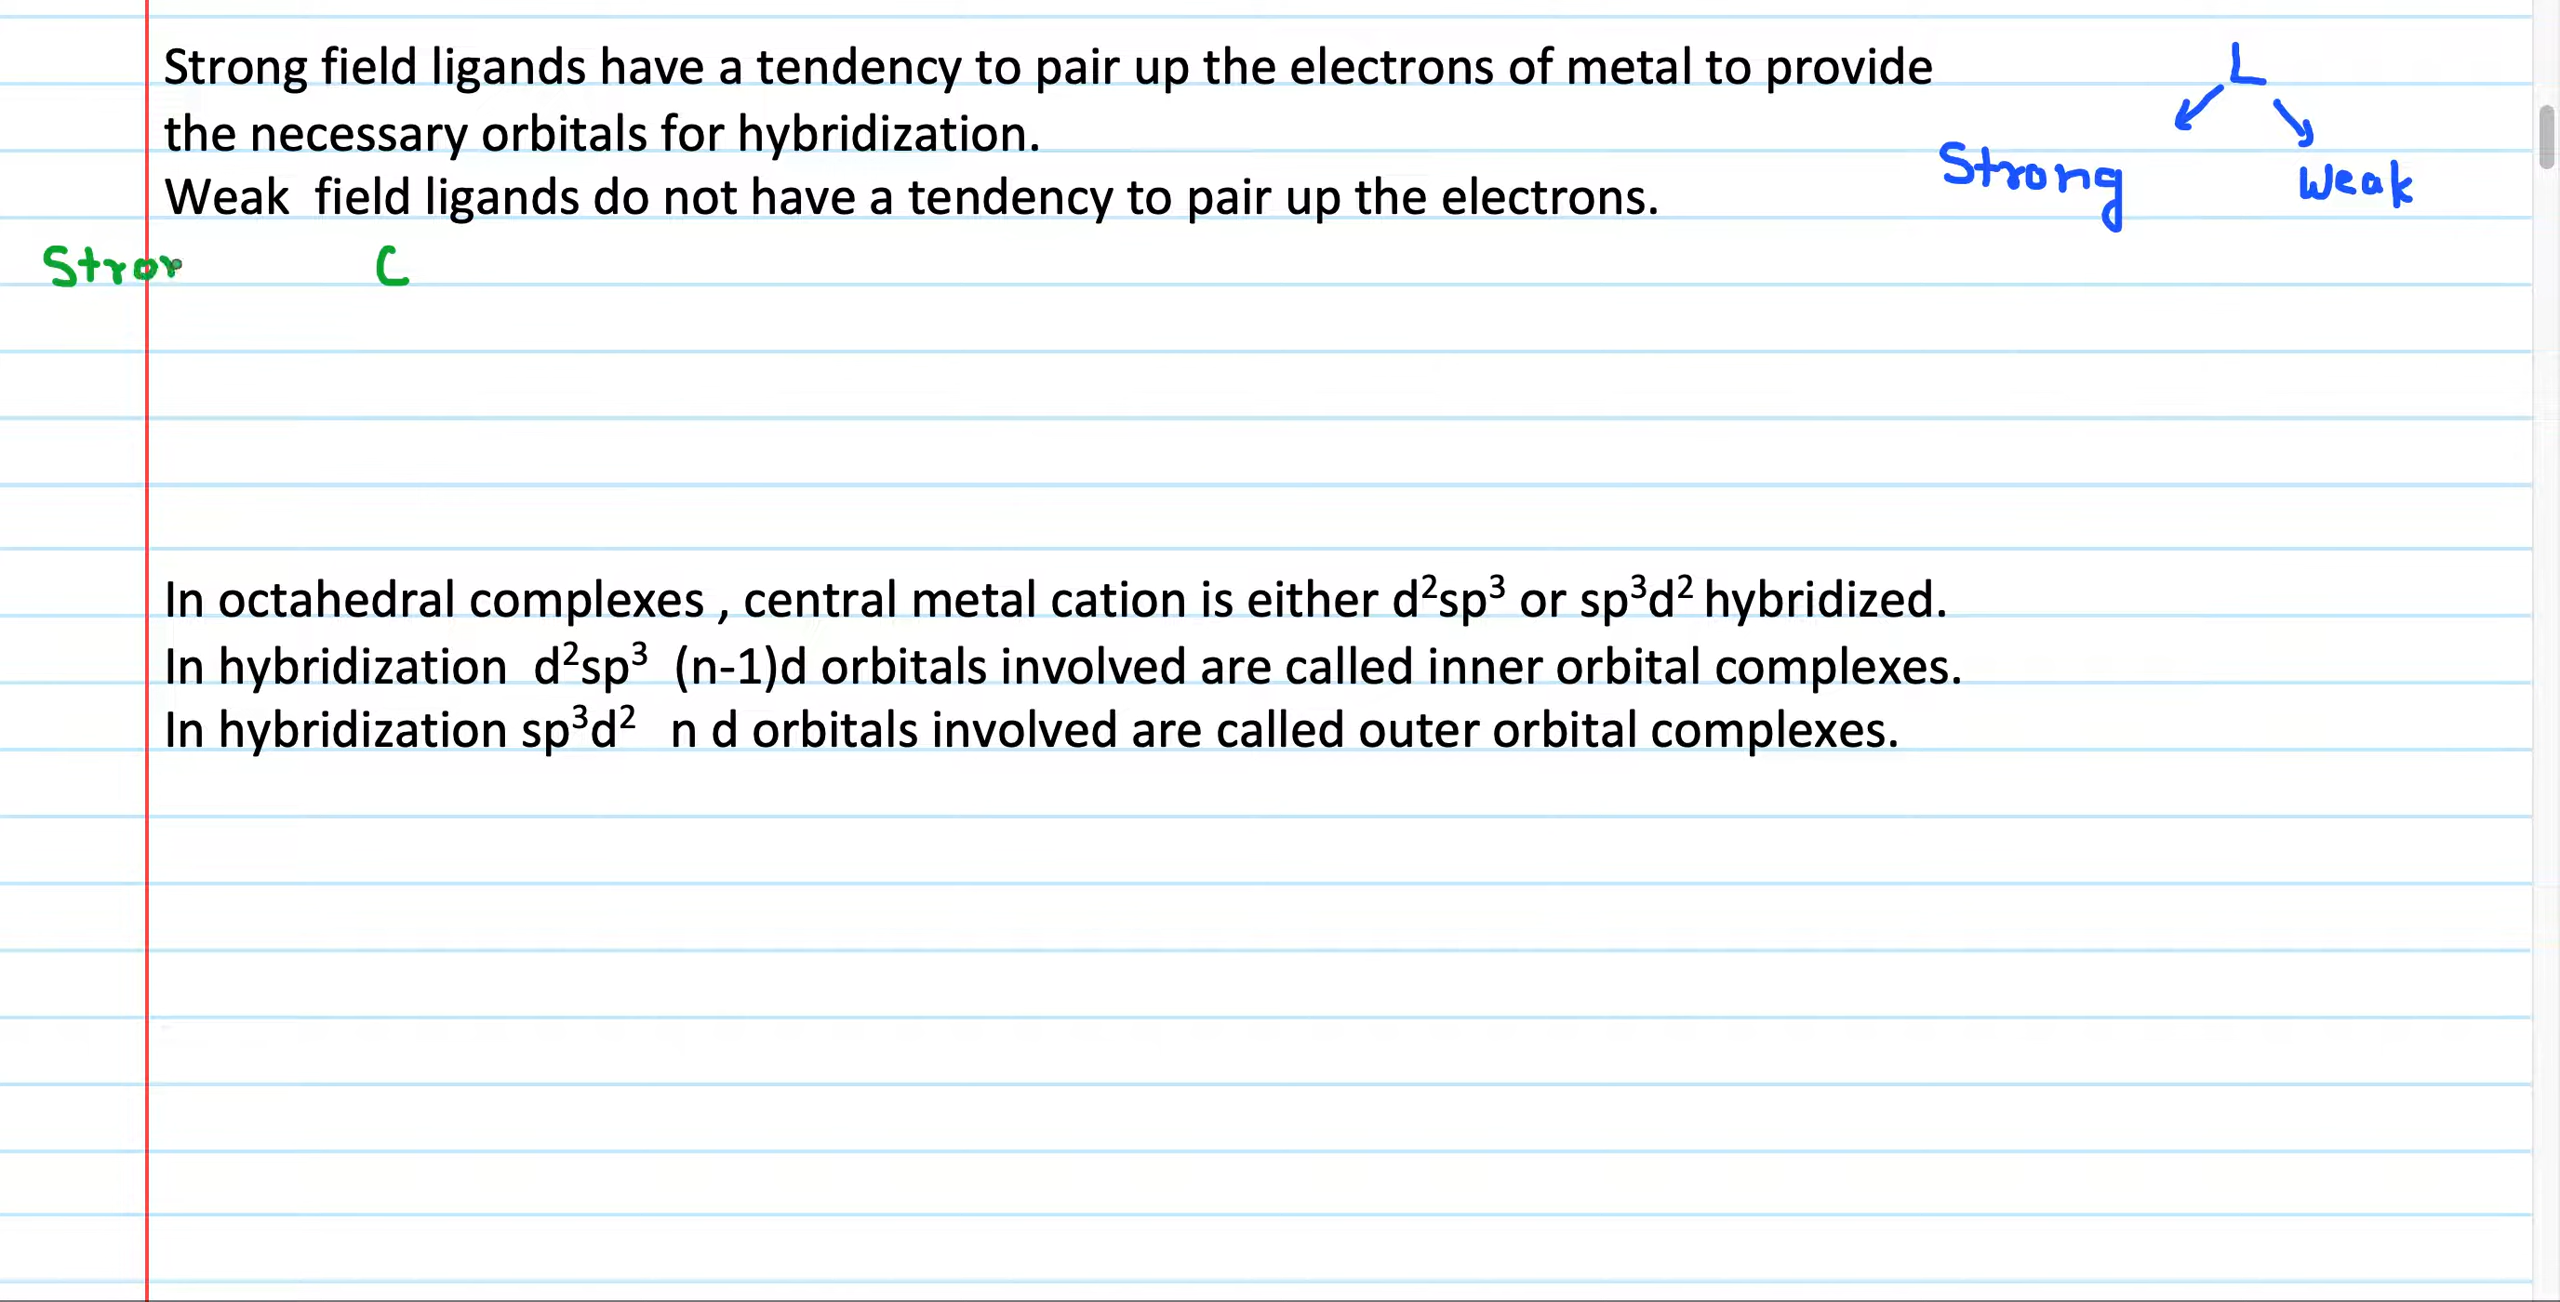 Strong field ligands have a tendency to pair up the electrons of metal to provide
the necessary orbitals for hybridization.
Weak field ligands do not have a tendency to pair up the electrons.
L
Strong Weak
Stror C
In octahedral complexes , central metal cation is either d²sp³ or sp³d² hybridized.
In hybridization d²sp³ (n-1)d orbitals involved are called inner orbital complexes.
In hybridization sp³d² n d orbitals involved are called outer orbital complexes.